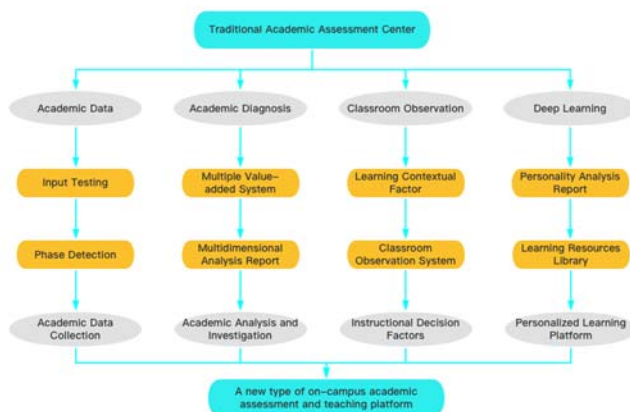 Traditional Academic Assessment Center
Academic Data
Academic Diagnosis
Classroom Observation
Deep Learning
Input Testing
Multiple Value-
added System
Learning Contextual
Factor
Personality Analysis
Report
Phase Detection
Multidimensional
Analysis Report
Classroom
Observation System
Learning Resources
Library
Academic Data
Collection
Academic Analysis and
Investigation
Instructional Decision
Factors
Personalized Learning
Platform
A new type of on-campus academic
assessment and teaching platform